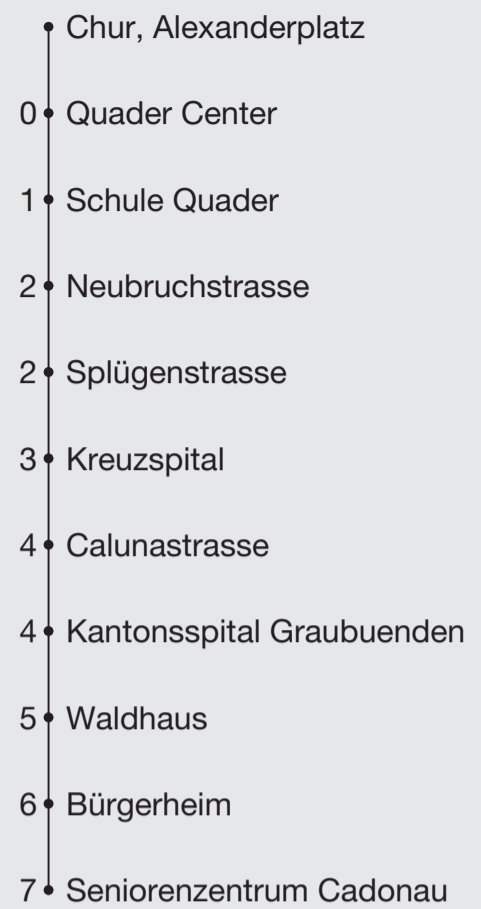 Chur, Alexanderplatz
0 Quader Center
1 Schule Quader
2 Neubruchstrasse
2 Splügenstrasse
3 Kreuzspital
4 Calunastrasse
4 Kantonsspital Graubuenden
5 Waldhaus
6 Bürgerheim
7 Seniorenzentrum Cadonau